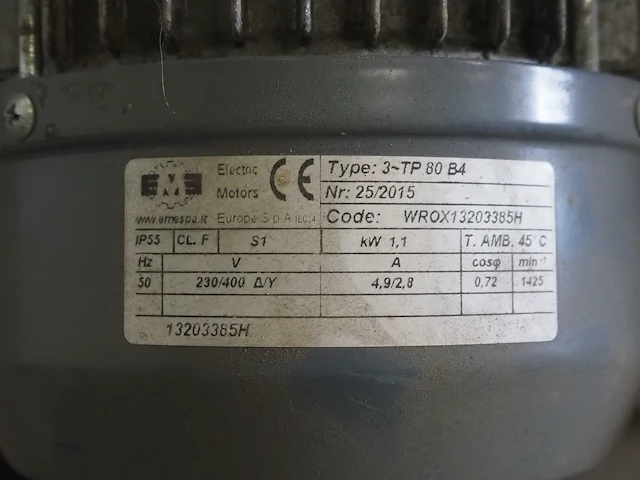 EME Electric CE Type: 3~TP 80 B4
Motors Nr: 25/2015
www.emespa.it Europe S.p.A Code: WROX13203385H
IP55 CL. F S1 kW 1,1 T. AMB. 45°C
Hz V A cosφ min-1
50 230/400 Δ/Y 4,9/2,8 0,72 1425
13203385H